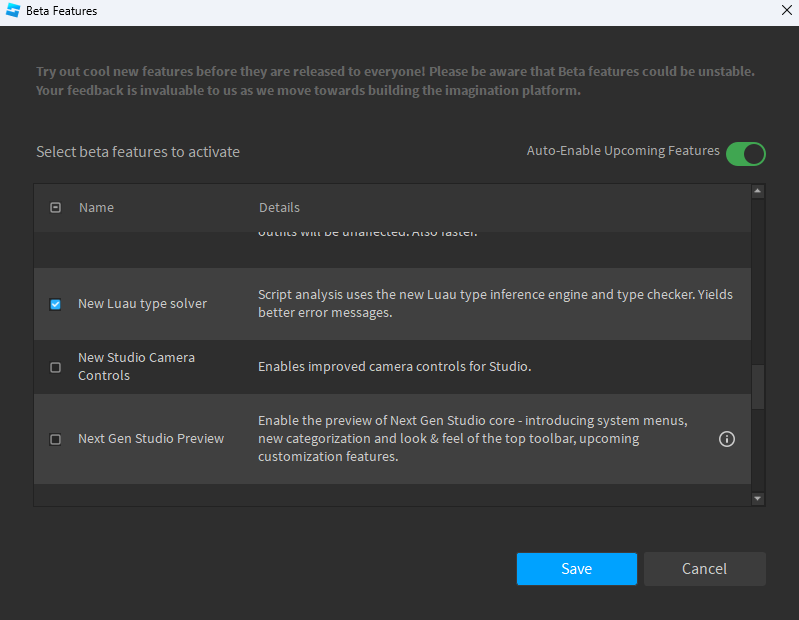 Beta Features
Try out cool new features before they are released to everyone! Please be aware that Beta features could be unstable.
Your feedback is invaluable to us as we move towards building the imagination platform.
Select beta features to activate
Auto-Enable Upcoming Features
Name
Details
outfits will be unaffected. Also faster.
New Luau type solver
Script analysis uses the new Luau type inference engine and type checker. Yields
better error messages.
New Studio Camera
Controls
Enables improved camera controls for Studio.
Next Gen Studio Preview
Enable the preview of Next Gen Studio core - introducing system menus,
new categorization and look & feel of the top toolbar, upcoming
customization features.
Save
Cancel